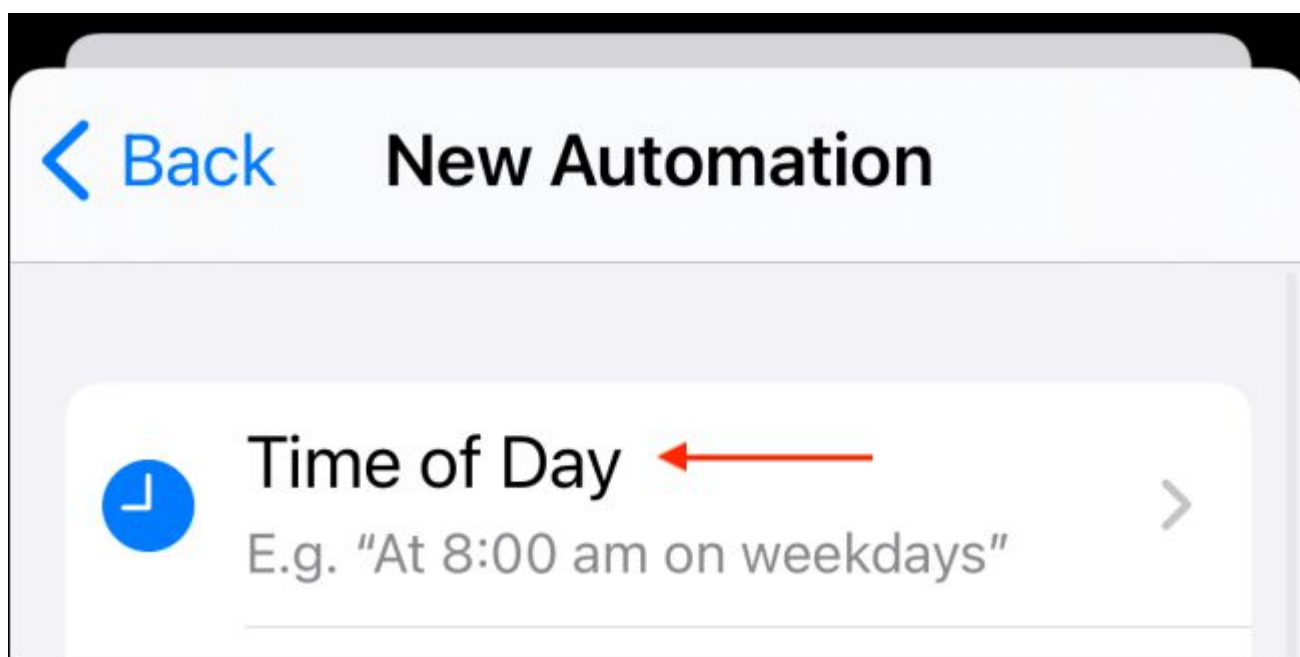 Back
New Automation
Time of Day
E.g. “At 8:00 am on weekdays”